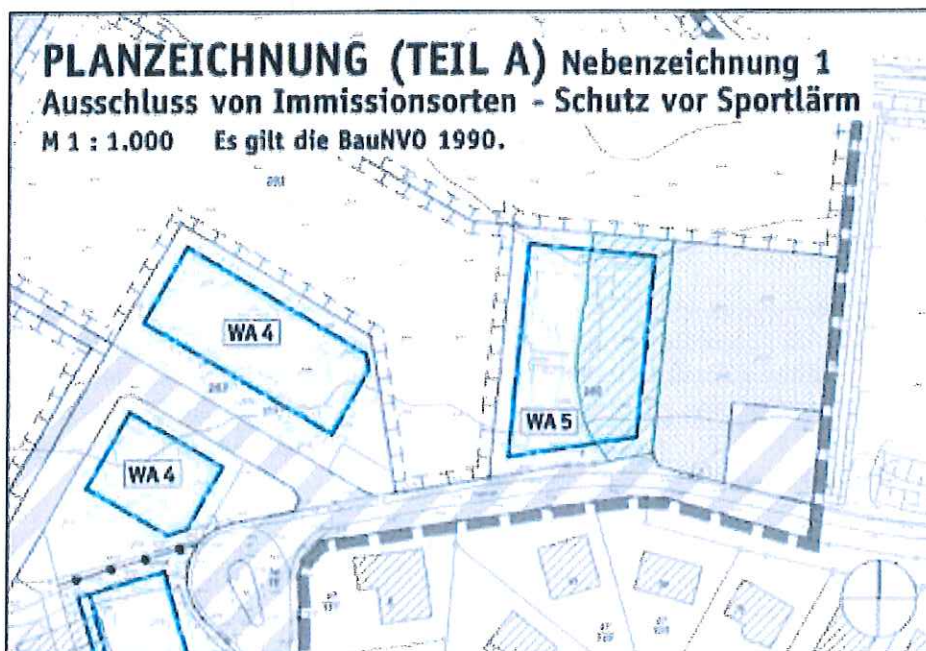 PLANZEICHNUNG (TEIL A) Nebenzeichnung 1
Ausschluss von Immissionsorten - Schutz vor Sportlärm
M 1 : 1.000 Es gilt die BauNVO 1990.
WA 4
WA 5
WA 4